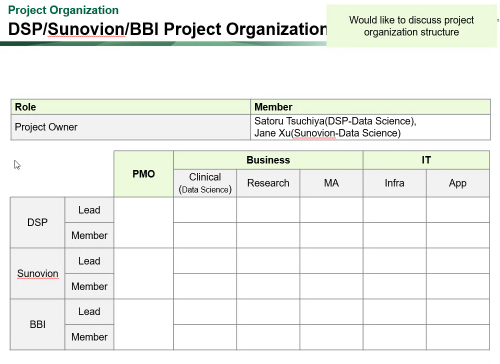 Project Organization
DSP/Sunovion/BBI Project Organization
Would like to discuss project
organization structure
Role Member
Project Owner
Satoru Tsuchiya(DSP-Data Science),
Jane Xu(Sunovion-Data Science)
PMO Business IT
Clinical
(Data Science)
Research MA Infra App
DSP
Lead
Member
Sunovion
Lead
Member
BBI
Lead
Member